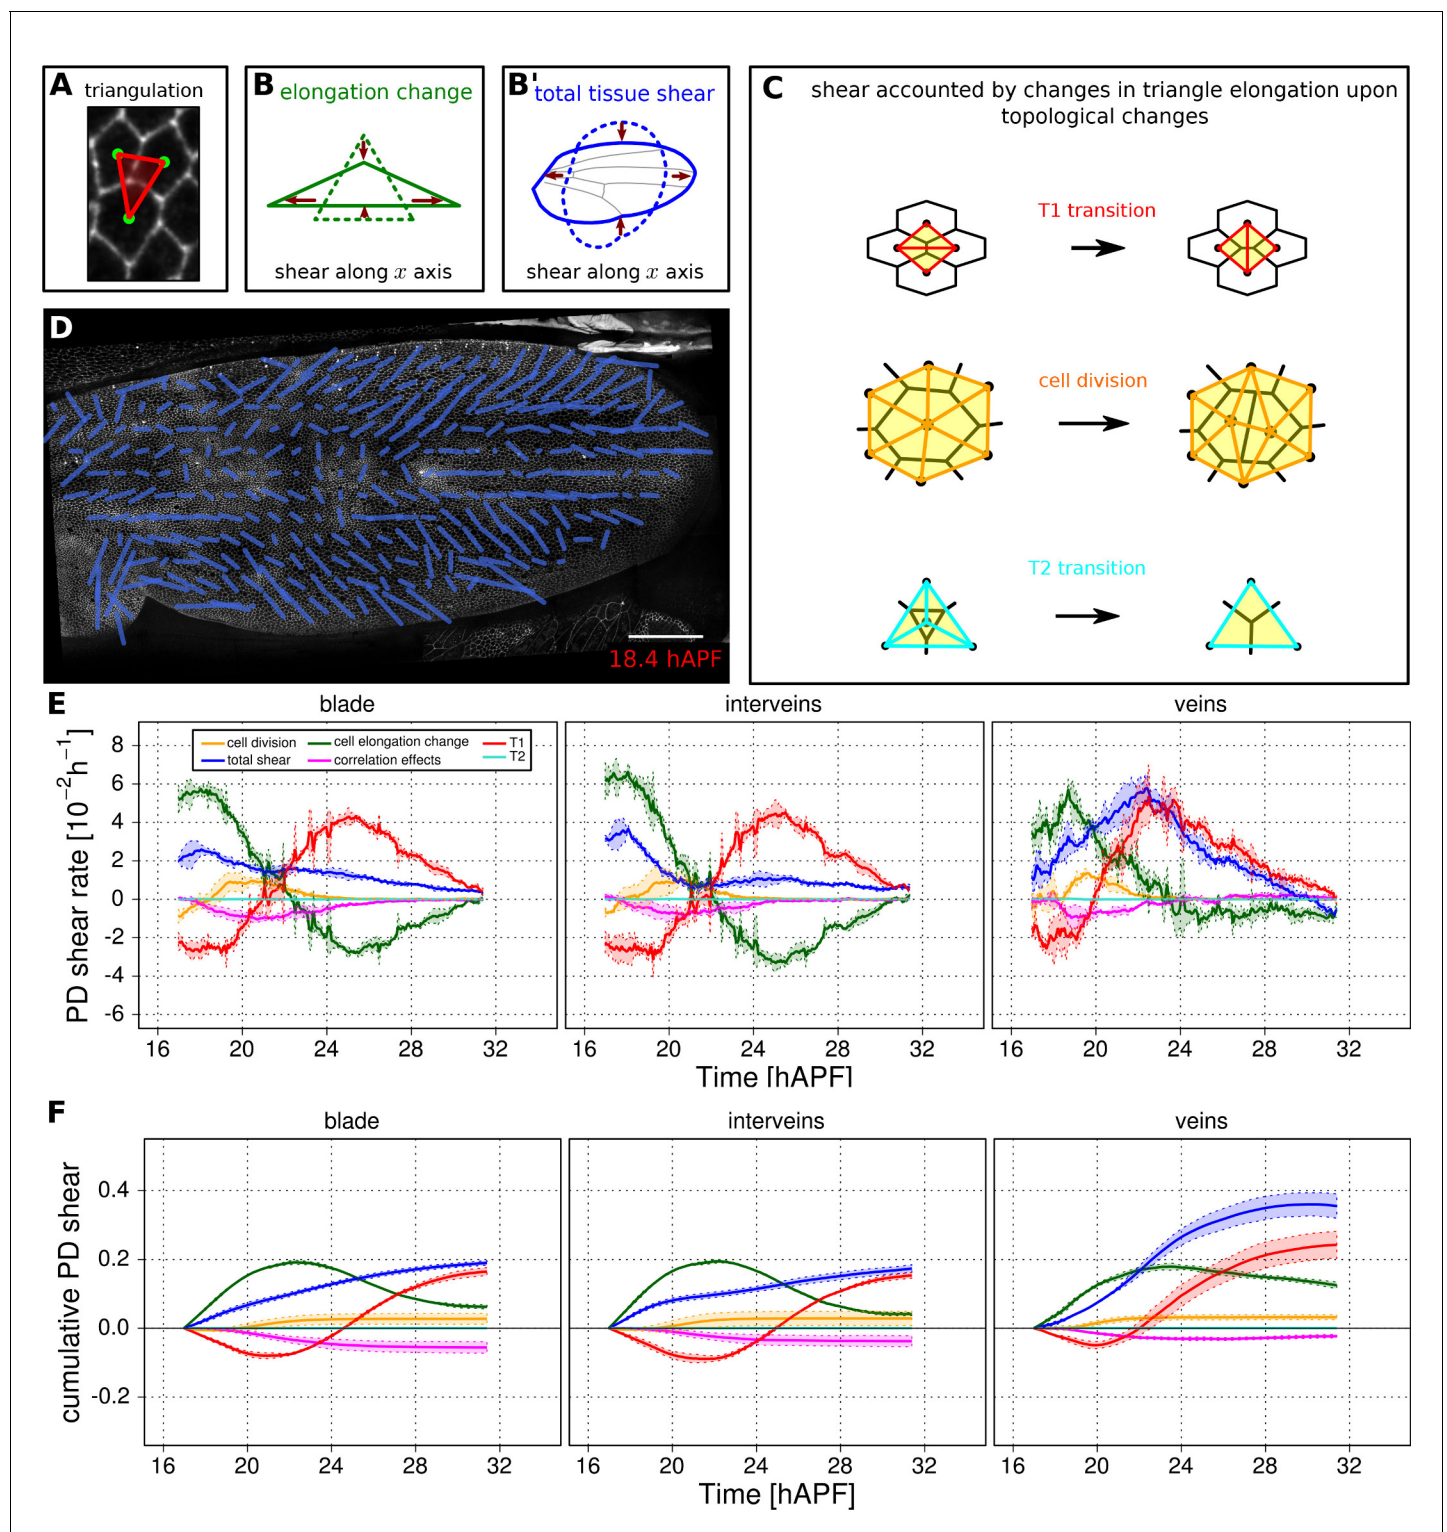 A
triangulation
B
elongation change
shear along x axis
B'
total tissue shear
shear along x axis
C
shear accounted by changes in triangle elongation upon
topological changes
T1 transition
cell division
T2 transition
D
18.4 hAPF
E
blade
interveins
veins
cell division
total shear
cell elongation change
correlation effects
T1
T2
PD shear rate [10⁻²h⁻¹]
8
6
4
2
0
-2
-4
-6
16 20 24 28 32
16 20 24 28 32
16 20 24 28 32
Time [hAPF]
F
blade
interveins
veins
cumulative PD shear
0.4
0.2
0.0
-0.2
16 20 24 28 32
16 20 24 28 32
16 20 24 28 32
Time [hAPF]